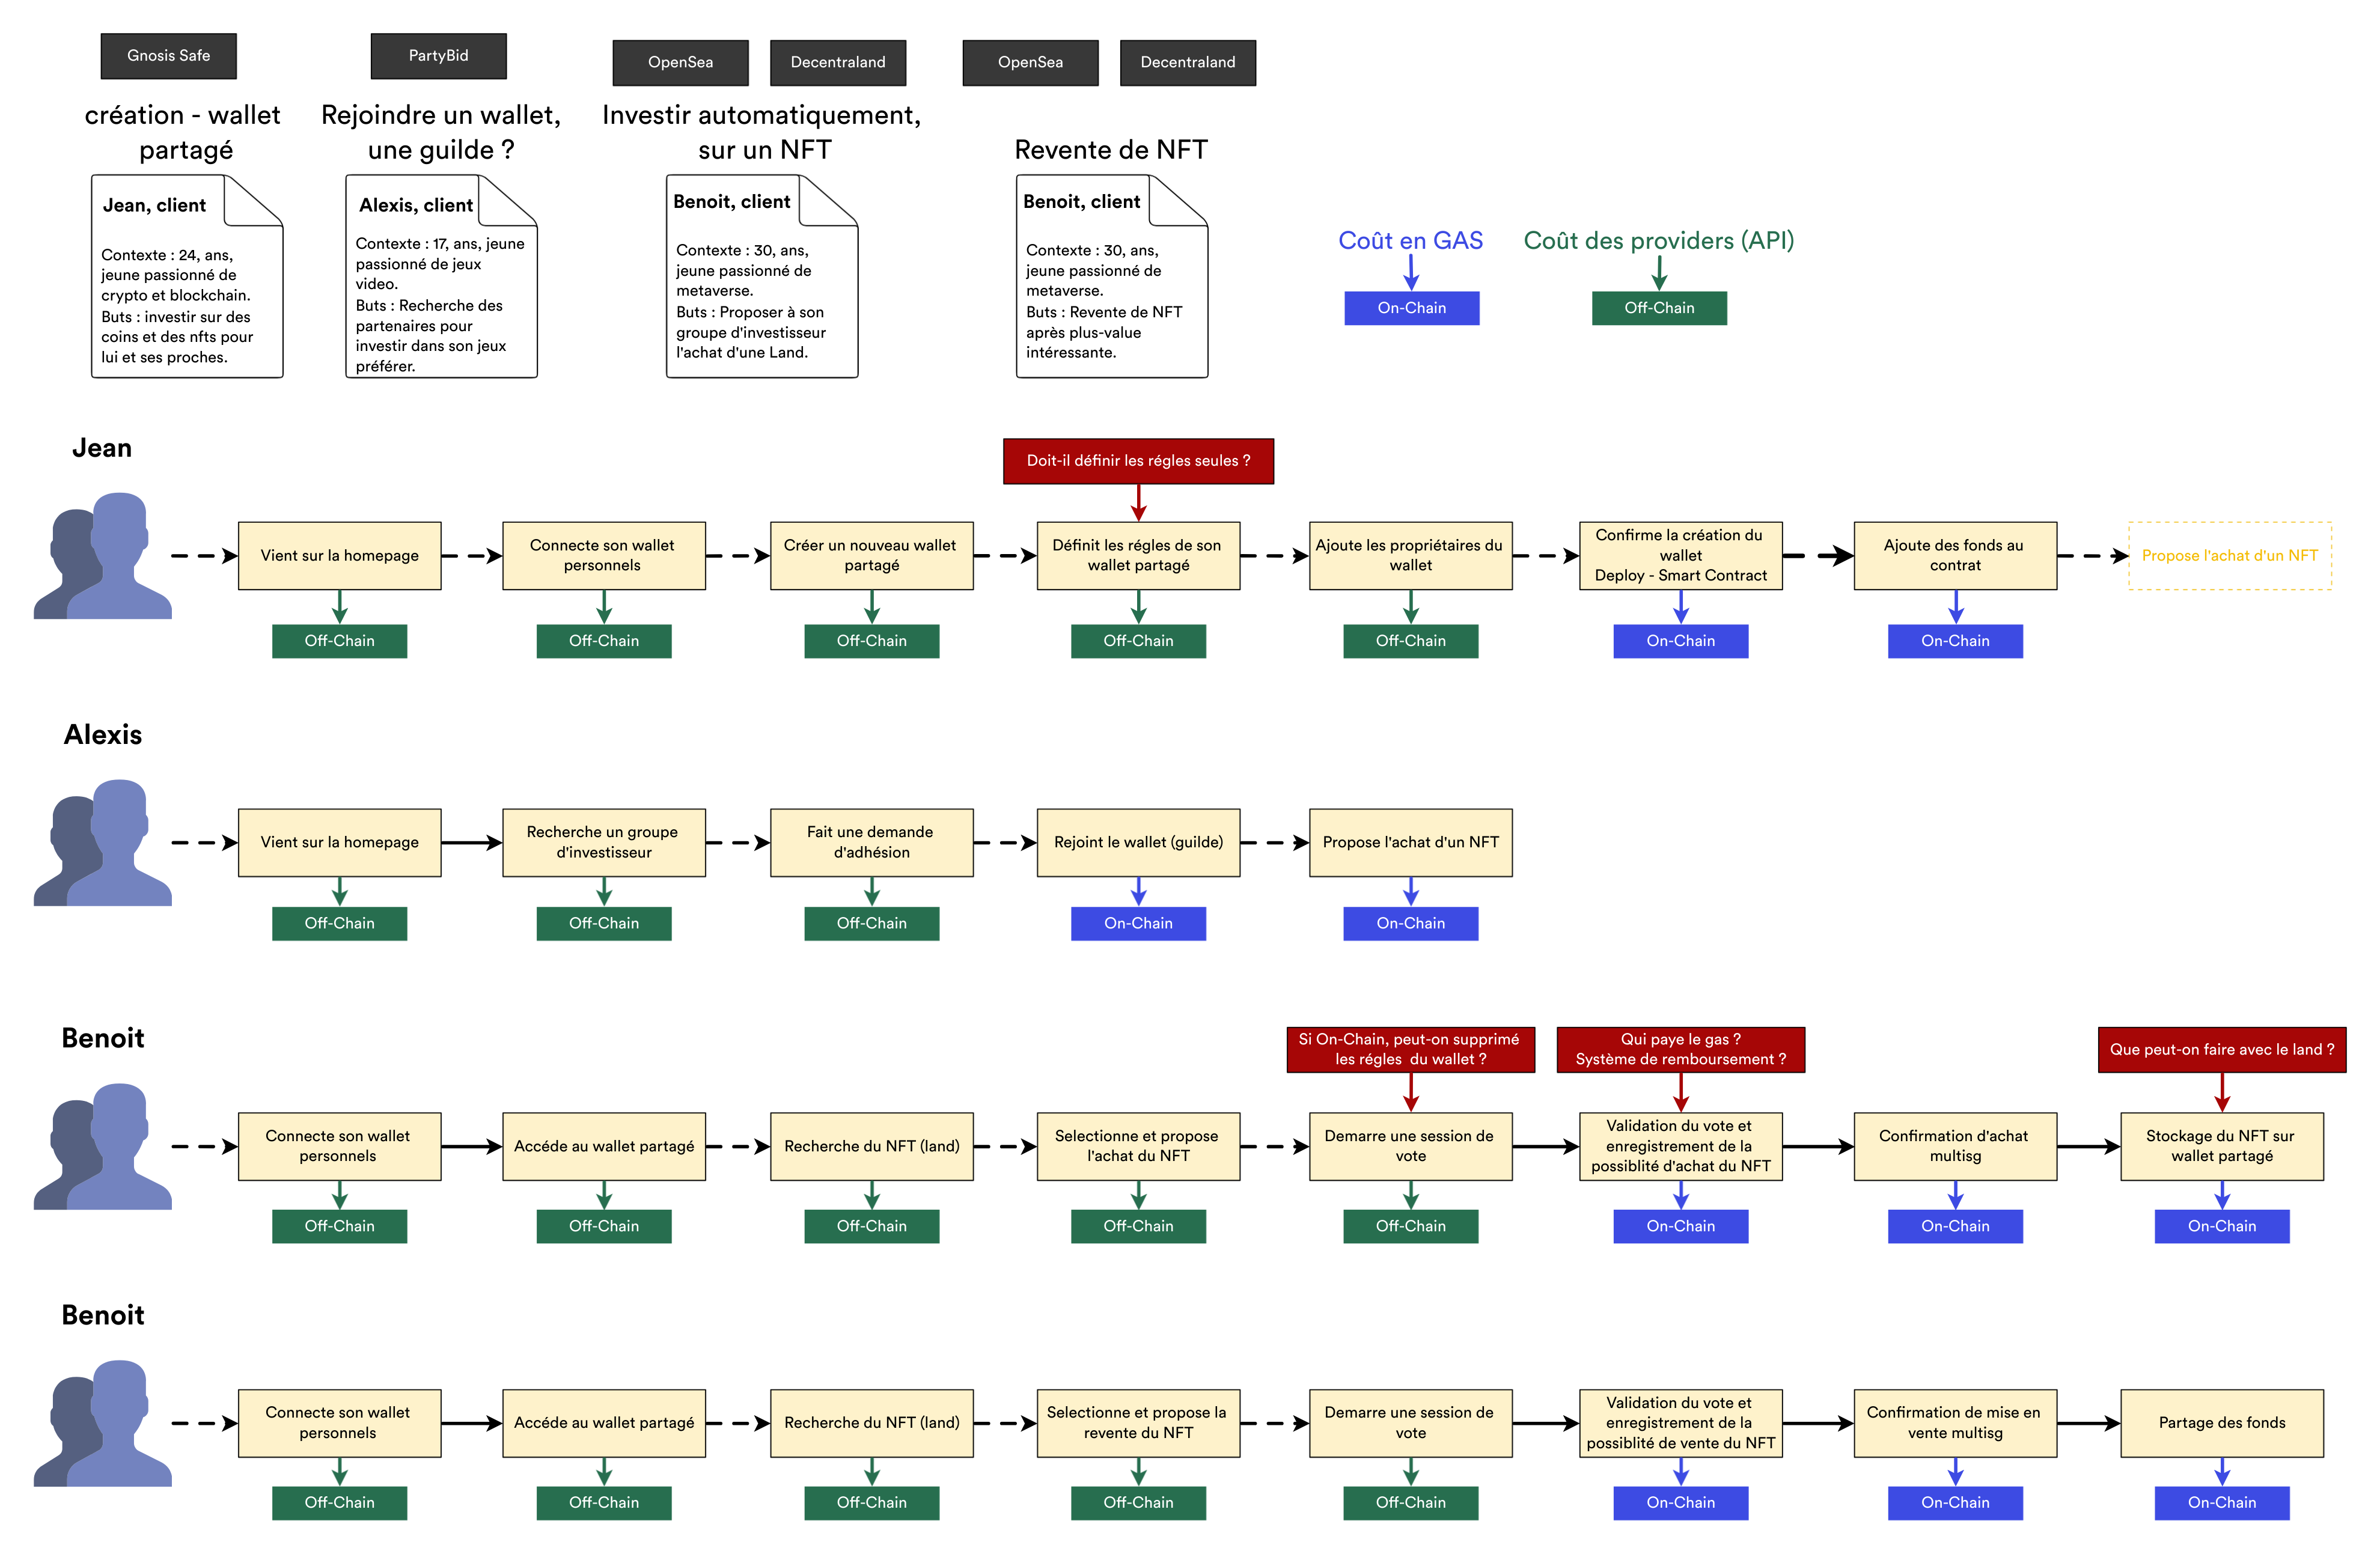 Gnosis Safe
PartyBid
OpenSea
Decentraland
OpenSea
Decentraland
création - wallet
partagé
Rejoindre un wallet,
une guilde ?
Investir automatiquement,
sur un NFT
Revente de NFT
Jean, client
Contexte : 24, ans,
jeune passionné de
crypto et blockchain.
Buts : investir sur des
coins et des nfts pour
lui et ses proches.
Alexis, client
Contexte : 17, ans, jeune
passionné de jeux
video.
Buts : Recherche des
partenaires pour
investir dans son jeux
préférer.
Benoit, client
Contexte : 30, ans,
jeune passionné de
metaverse.
Buts : Proposer à son
groupe d'investisseur
l'achat d'une Land.
Benoit, client
Contexte : 30, ans,
jeune passionné de
metaverse.
Buts : Revente de NFT
après plus-value
intéressante.
Coût en GAS
On-Chain
Coût des providers (API)
Off-Chain
Jean
Doit-il définir les régles seules ?
Vient sur la homepage
Connecte son wallet
personnels
Créer un nouveau wallet
partagé
Définit les régles de son
wallet partagé
Ajoute les propriétaires du
wallet
Confirme la création du
wallet
Deploy - Smart Contract
Ajoute des fonds au
contrat
Propose l'achat d'un NFT
Off-Chain
Off-Chain
Off-Chain
Off-Chain
Off-Chain
On-Chain
On-Chain
Alexis
Vient sur la homepage
Recherche un groupe
d'investisseur
Fait une demande
d'adhésion
Rejoint le wallet (guilde)
Propose l'achat d'un NFT
Off-Chain
Off-Chain
Off-Chain
On-Chain
On-Chain
Benoit
Si On-Chain, peut-on supprimé
les régles du wallet ?
Qui paye le gas ?
Système de remboursement ?
Que peut-on faire avec le land ?
Connecte son wallet
personnels
Accéde au wallet partagé
Recherche du NFT (land)
Selectionne et propose
l'achat du NFT
Demarre une session de
vote
Validation du vote et
enregistrement de la
possiblité d'achat du NFT
Confirmation d'achat
multisg
Stockage du NFT sur
wallet partagé
Off-Chain
Off-Chain
Off-Chain
Off-Chain
Off-Chain
On-Chain
On-Chain
On-Chain
Benoit
Connecte son wallet
personnels
Accéde au wallet partagé
Recherche du NFT (land)
Selectionne et propose la
revente du NFT
Demarre une session de
vote
Validation du vote et
enregistrement de la
possiblité de vente du NFT
Confirmation de mise en
vente multisg
Partage des fonds
Off-Chain
Off-Chain
Off-Chain
Off-Chain
Off-Chain
On-Chain
On-Chain
On-Chain